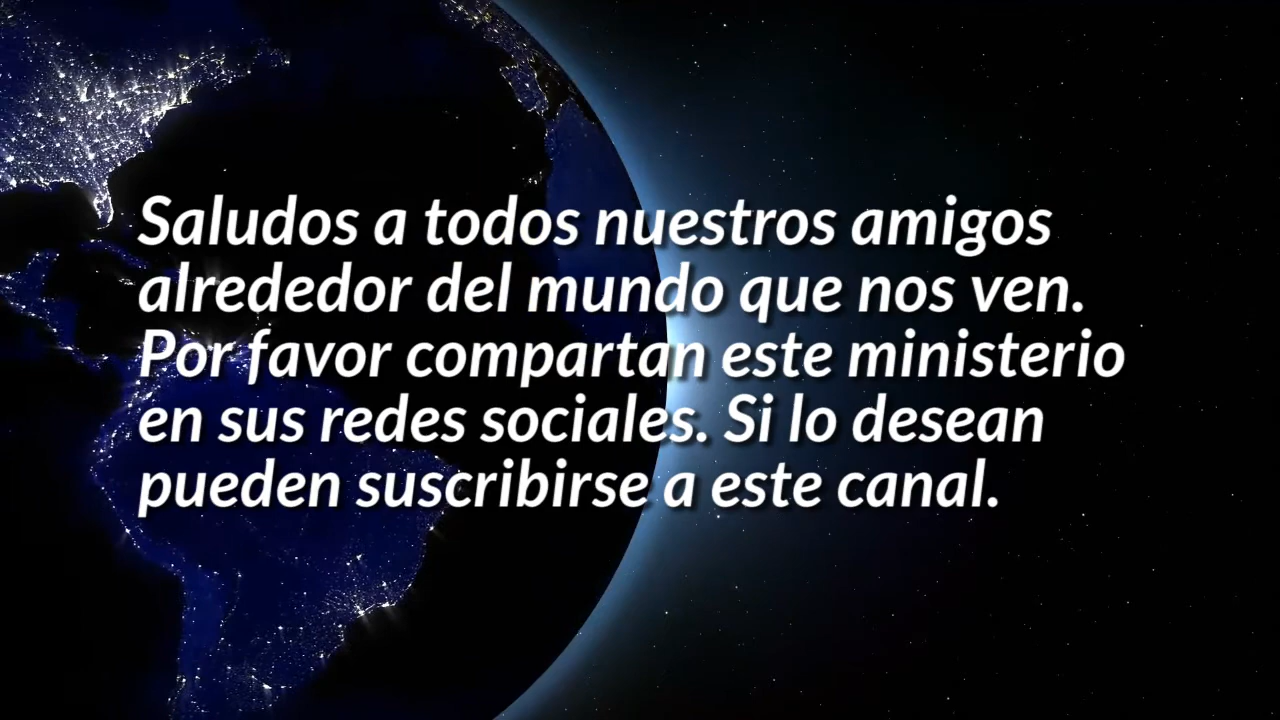 Saludos a todos nuestros amigos
alrededor del mundo que nos ven.
Por favor compartan este ministerio
en sus redes sociales. Si lo desean
pueden suscribirse a este canal.